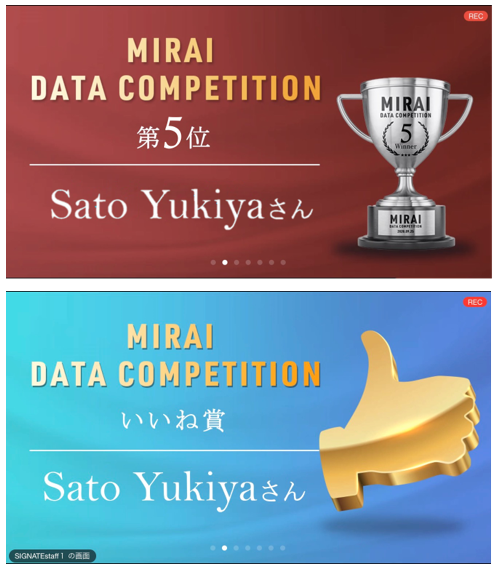 REC
MIRAI
DATA COMPETITION
第5位
Sato Yukiyaさん
MIRAI
DATA COMPETITION
5
Winner
MIRAI
DATA COMPETITION
REC
MIRAI
DATA COMPETITION
いいね賞
Sato Yukiyaさん
SIGNATEstaff 1 の画面